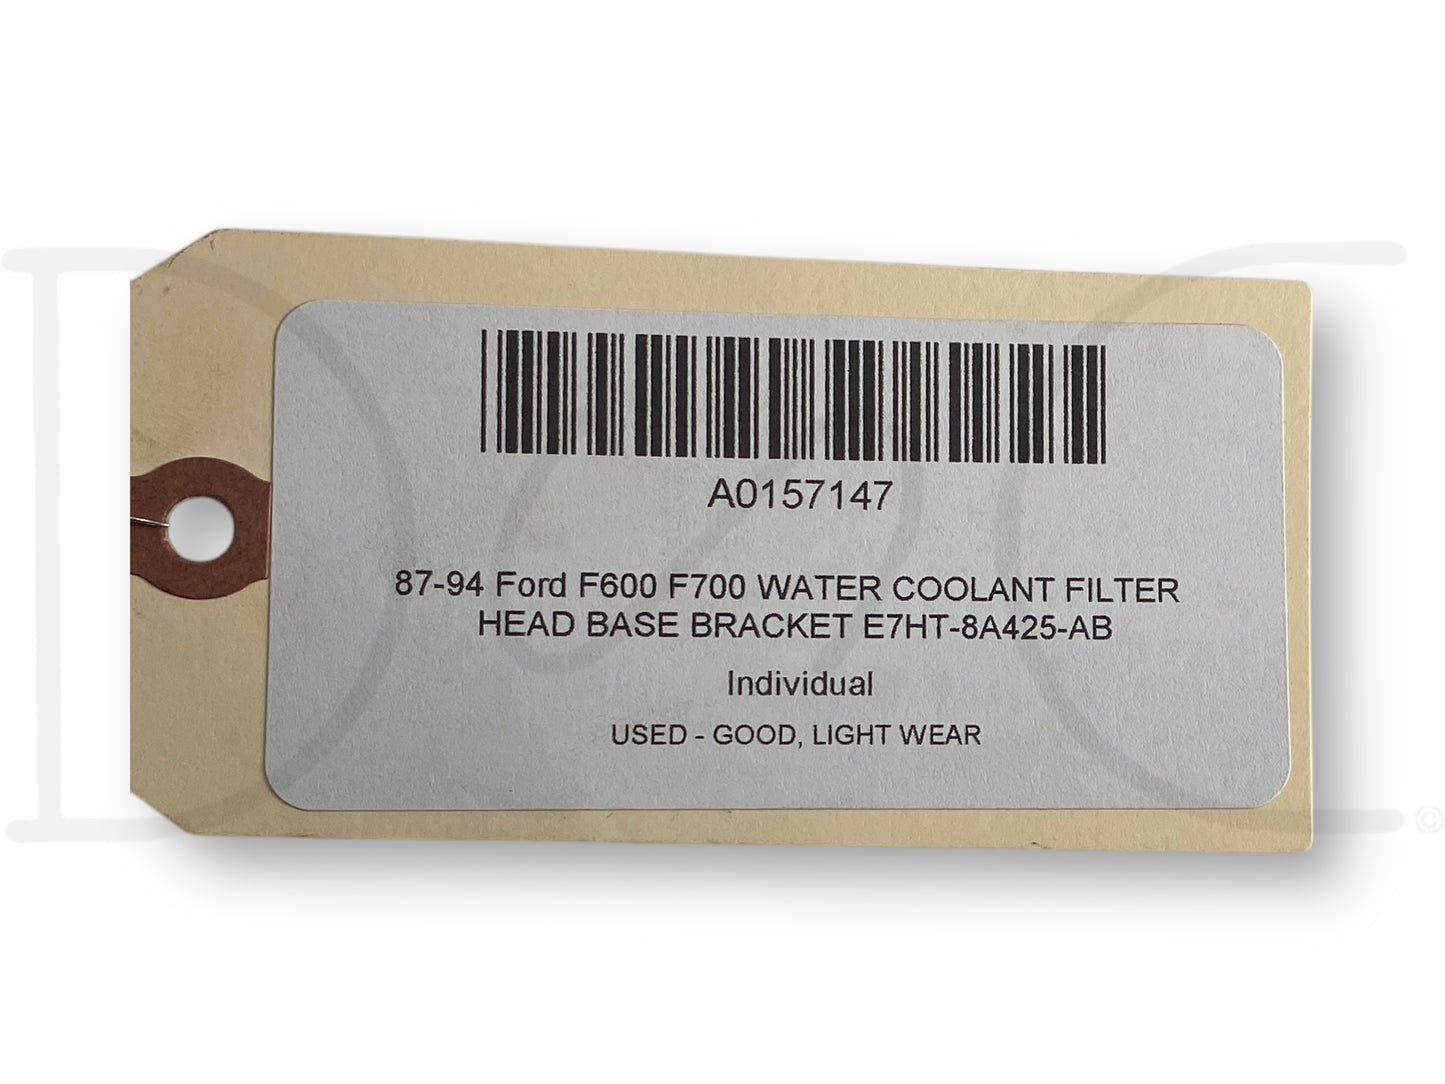 A0157147
87-94 Ford F600 F700 WATER COOLANT FILTER
HEAD BASE BRACKET E7HT-8A425-AB
Individual
USED - GOOD, LIGHT WEAR
©